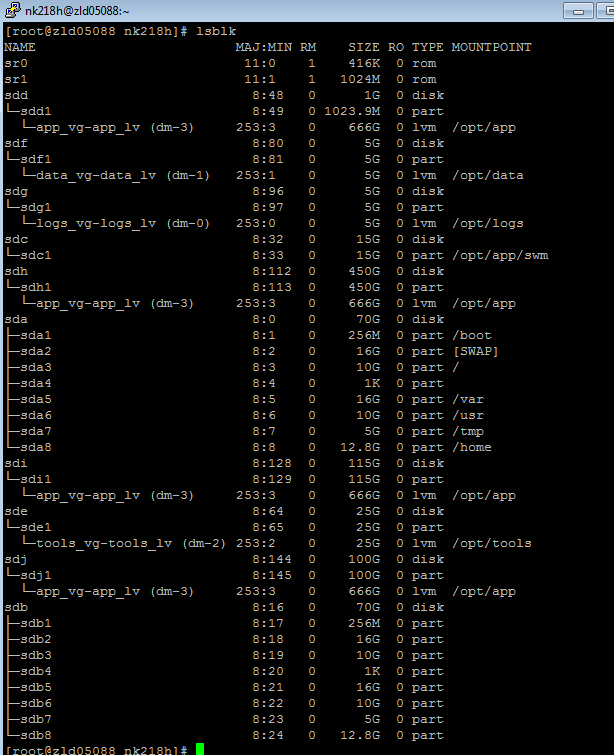 nk218h@zld05088:~
[root@zld05088 nk218h]# lsblk
NAME                         MAJ:MIN RM    SIZE RO TYPE MOUNTPOINT
sr0                           11:0    1    416K  0 rom
sr1                           11:1    1   1024M  0 rom
sdd                            8:48   0      1G  0 disk
└─sdd1                         8:49   0 1023.9M  0 part
  └─app_vg-app_lv (dm-3)     253:3    0    666G  0 lvm  /opt/app
sdf                            8:80   0      5G  0 disk
└─sdf1                         8:81   0      5G  0 part
  └─data_vg-data_lv (dm-1)   253:1    0      5G  0 lvm  /opt/data
sdg                            8:96   0      5G  0 disk
└─sdg1                         8:97   0      5G  0 part
  └─logs_vg-logs_lv (dm-0)   253:0    0      5G  0 lvm  /opt/logs
sdc                            8:32   0     15G  0 disk
└─sdc1                         8:33   0     15G  0 part /opt/app/swm
sdh                            8:112  0    450G  0 disk
└─sdh1                         8:113  0    450G  0 part
  └─app_vg-app_lv (dm-3)     253:3    0    666G  0 lvm  /opt/app
sda                            8:0    0     70G  0 disk
├─sda1                         8:1    0    256M  0 part /boot
├─sda2                         8:2    0     16G  0 part [SWAP]
├─sda3                         8:3    0     10G  0 part /
├─sda4                         8:4    0      1K  0 part
├─sda5                         8:5    0     16G  0 part /var
├─sda6                         8:6    0     10G  0 part /usr
├─sda7                         8:7    0      5G  0 part /tmp
└─sda8                         8:8    0   12.8G  0 part /home
sdi                            8:128  0    115G  0 disk
└─sdi1                         8:129  0    115G  0 part
  └─app_vg-app_lv (dm-3)     253:3    0    666G  0 lvm  /opt/app
sde                            8:64   0     25G  0 disk
└─sde1                         8:65   0     25G  0 part
  └─tools_vg-tools_lv (dm-2) 253:2    0     25G  0 lvm  /opt/tools
sdj                            8:144  0    100G  0 disk
└─sdj1                         8:145  0    100G  0 part
  └─app_vg-app_lv (dm-3)     253:3    0    666G  0 lvm  /opt/app
sdb                            8:16   0     70G  0 disk
├─sdb1                         8:17   0    256M  0 part
├─sdb2                         8:18   0     16G  0 part
├─sdb3                         8:19   0     10G  0 part
├─sdb4                         8:20   0      1K  0 part
├─sdb5                         8:21   0     16G  0 part
├─sdb6                         8:22   0     10G  0 part
├─sdb7                         8:23   0      5G  0 part
└─sdb8                         8:24   0   12.8G  0 part
[root@zld05088 nk218h]#